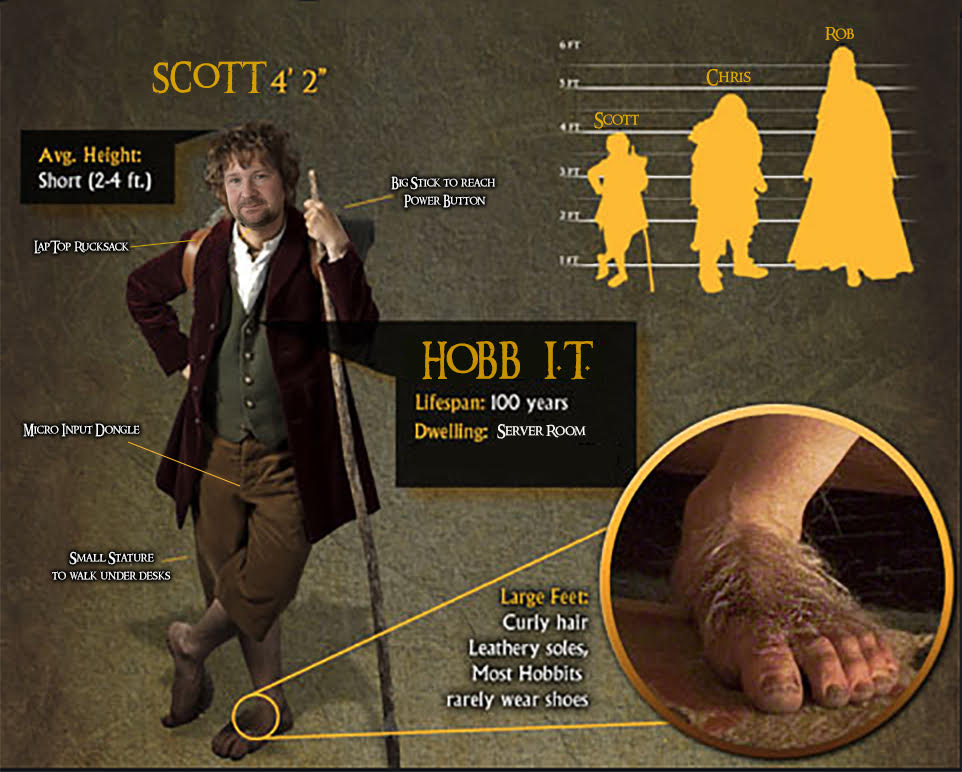 SCOTT 4' 2"
Avg. Height:
Short (2-4 ft.)
LapTop Rucksack
Big Stick to reach
Power Button
6 FT
5 FT
4 FT
3 FT
2 FT
1 FT
Scott
Chris
Rob
HOBB I.T.
Lifespan: 100 years
Dwelling: Server Room
Micro Input Dongle
Small Stature
to walk under desks
Large Feet:
Curly hair
Leathery soles,
Most Hobbits
rarely wear shoes